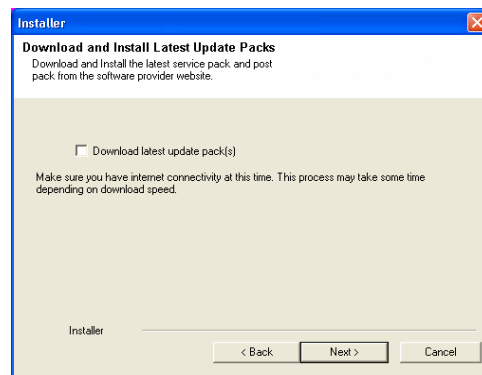 Installer
Download and Install Latest Update Packs
Download and Install the latest service pack and post
pack from the software provider website.
Download latest update pack(s)
Make sure you have internet connectivity at this time. This process may take some time
depending on download speed.
Installer
< Back
Next >
Cancel